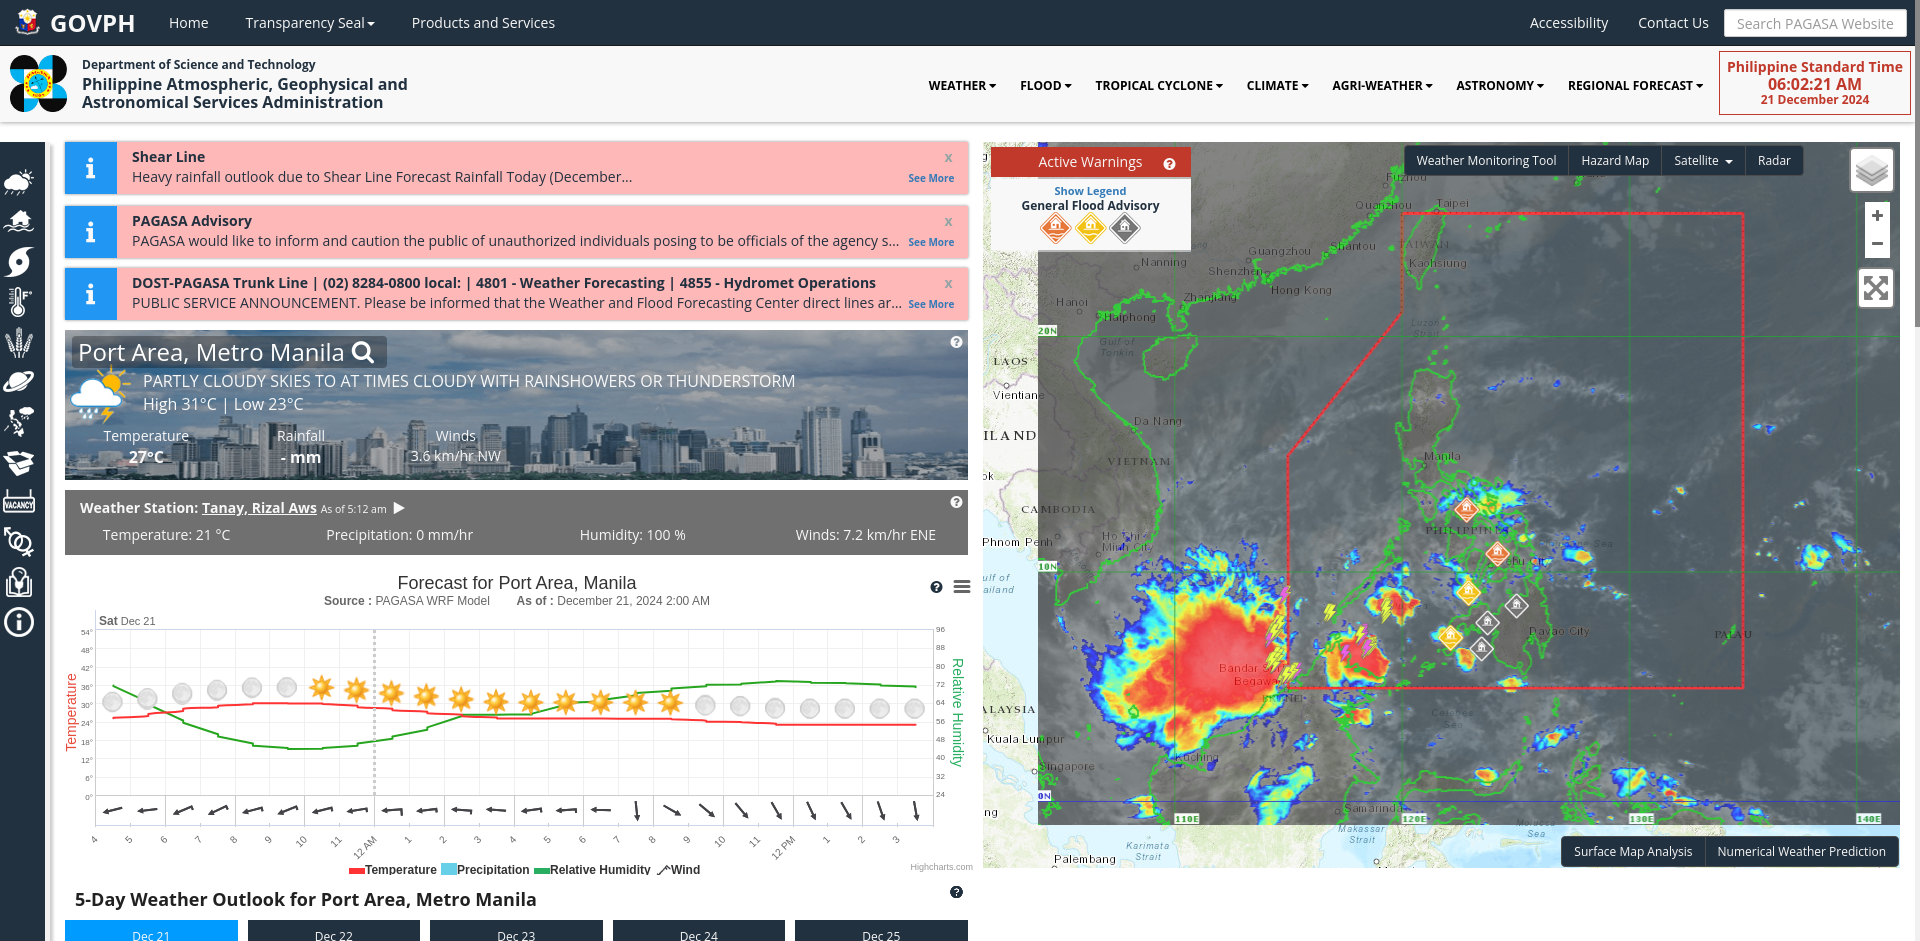 GOVPH
Home
Transparency Seal
Products and Services
Accessibility
Contact Us
Search PAGASA Website
Department of Science and Technology
Philippine Atmospheric, Geophysical and
Astronomical Services Administration
WEATHER
FLOOD
TROPICAL CYCLONE
CLIMATE
AGRI-WEATHER
ASTRONOMY
REGIONAL FORECAST
Philippine Standard Time
06:02:21 AM
21 December 2024
VACANCY
Shear Line
x
Heavy rainfall outlook due to Shear Line Forecast Rainfall Today (December...
See More
PAGASA Advisory
x
PAGASA would like to inform and caution the public of unauthorized individuals posing to be officials of the agency s...
See More
DOST-PAGASA Trunk Line | (02) 8284-0800 local: | 4801 - Weather Forecasting | 4855 - Hydromet Operations
x
PUBLIC SERVICE ANNOUNCEMENT. Please be informed that the Weather and Flood Forecasting Center direct lines ar...
See More
Port Area, Metro Manila
PARTLY CLOUDY SKIES TO AT TIMES CLOUDY WITH RAINSHOWERS OR THUNDERSTORM
High 31°C | Low 23°C
Temperature
Rainfall
Winds
27°C
- mm
3.6 km/hr NW
Weather Station: Tanay, Rizal Aws As of 5:12 am
Temperature: 21 °C
Precipitation: 0 mm/hr
Humidity: 100 %
Winds: 7.2 km/hr ENE
Forecast for Port Area, Manila
Source : PAGASA WRF Model
As of : December 21, 2024 2:00 AM
Sat Dec 21
Temperature
54°
48°
42°
36°
30°
24°
18°
12°
6°
0°
96
88
80
72
64
56
48
40
32
24
Relative Humidity
4 5 6 7 8 9 10 11 12 AM 1 2 3 4 5 6 7 8 9 10 11 12 PM 1 2 3
Temperature
Precipitation
Relative Humidity
Wind
Highcharts.com
5-Day Weather Outlook for Port Area, Metro Manila
Dec 21
Dec 22
Dec 23
Dec 24
Dec 25
Active Warnings
Show Legend
General Flood Advisory
Weather Monitoring Tool
Hazard Map
Satellite
Radar
+
−
Fuzhou
Quanzhou
Taipei
TAIWAN
Kaohsiung
Shantou
Guangzhou
Shenzhen
Hong Kong
Nanning
Zhanjiang
Hanoi
Haiphong
Gulf of
Tonkin
Luzon
Strait
20N
LAOS
Vientiane
ILAND
Da Nang
VIETNAM
Manila
ok
CAMBODIA
Phnom Penh
Ho Chi
Minh City
PHILIPPINES
Cebu City
10N
ulf of
ailand
Davao City
PALAU
Bandar Seri
Begawan
BRUNEI
ALAYSIA
Kuala Lumpur
Celebes
Sea
Kuching
Singapore
0N
ng
Samarinda
110E
120E
130E
140E
Makassar
Strait
Molucca
Sea
Karimata
Strait
Palembang
Surface Map Analysis
Numerical Weather Prediction